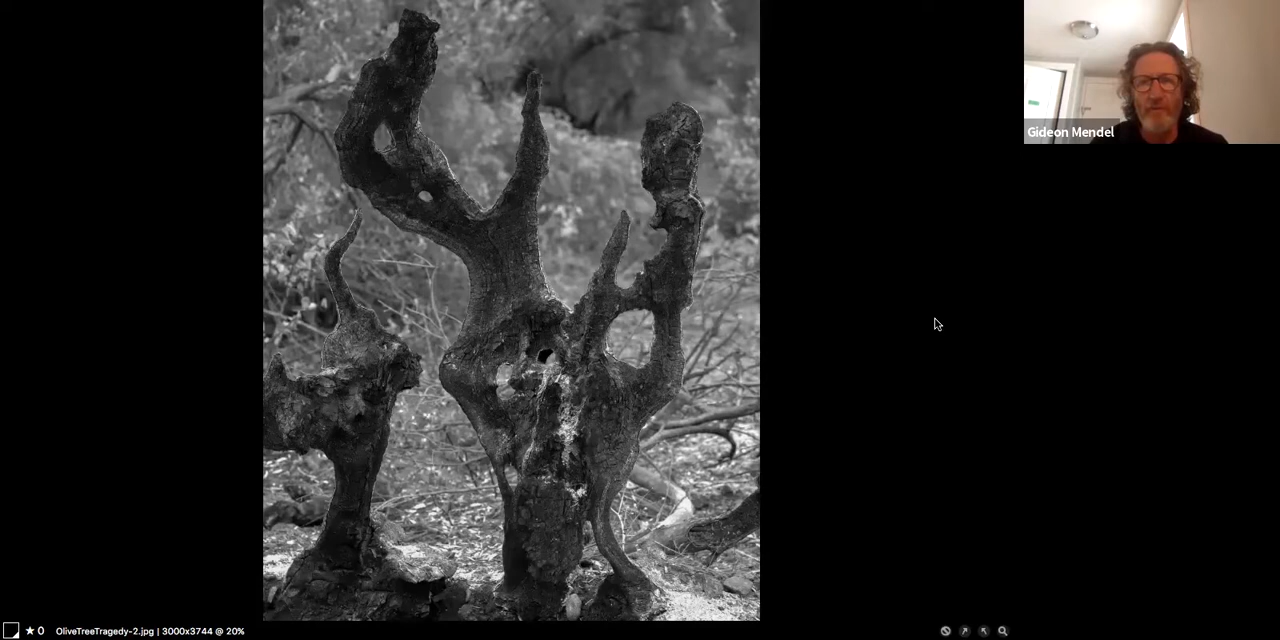 Gideon Mendel
★ 0 OliveTreeTragedy-2.jpg | 3000x3744 @ 20%